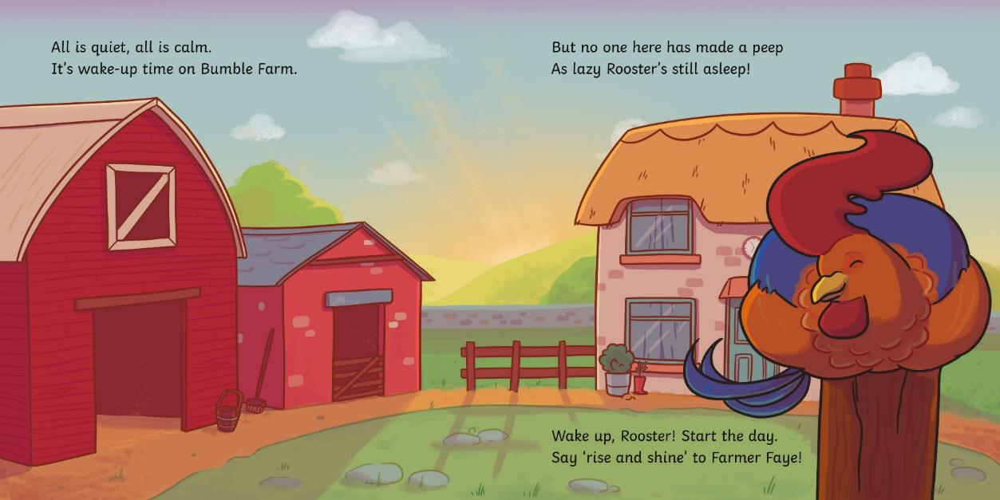 All is quiet, all is calm.
It’s wake-up time on Bumble Farm.
But no one here has made a peep
As lazy Rooster’s still asleep!
Wake up, Rooster! Start the day.
Say ‘rise and shine’ to Farmer Faye!